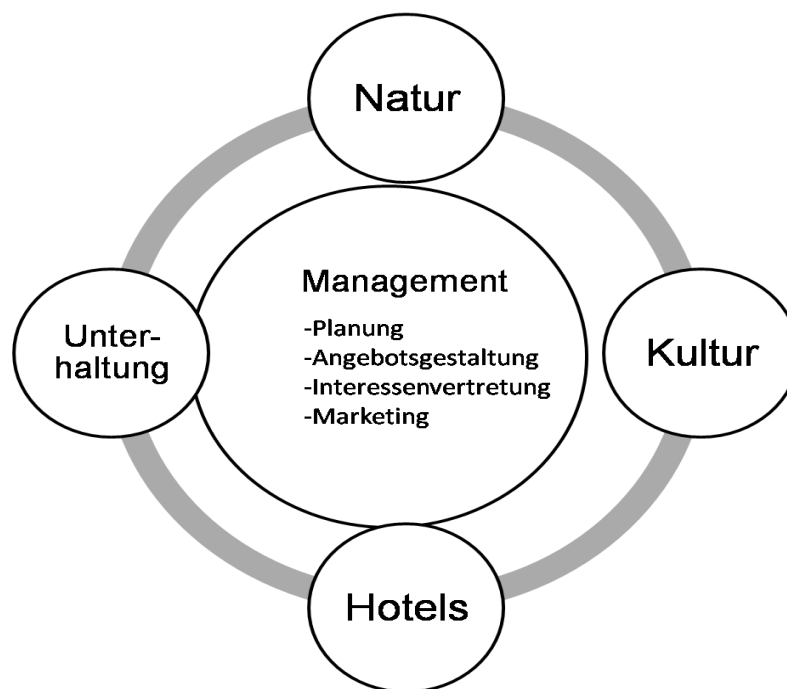 Natur
Management
-Planung
-Angebotsgestaltung
-Interessenvertretung
-Marketing
Unter-
haltung
Kultur
Hotels